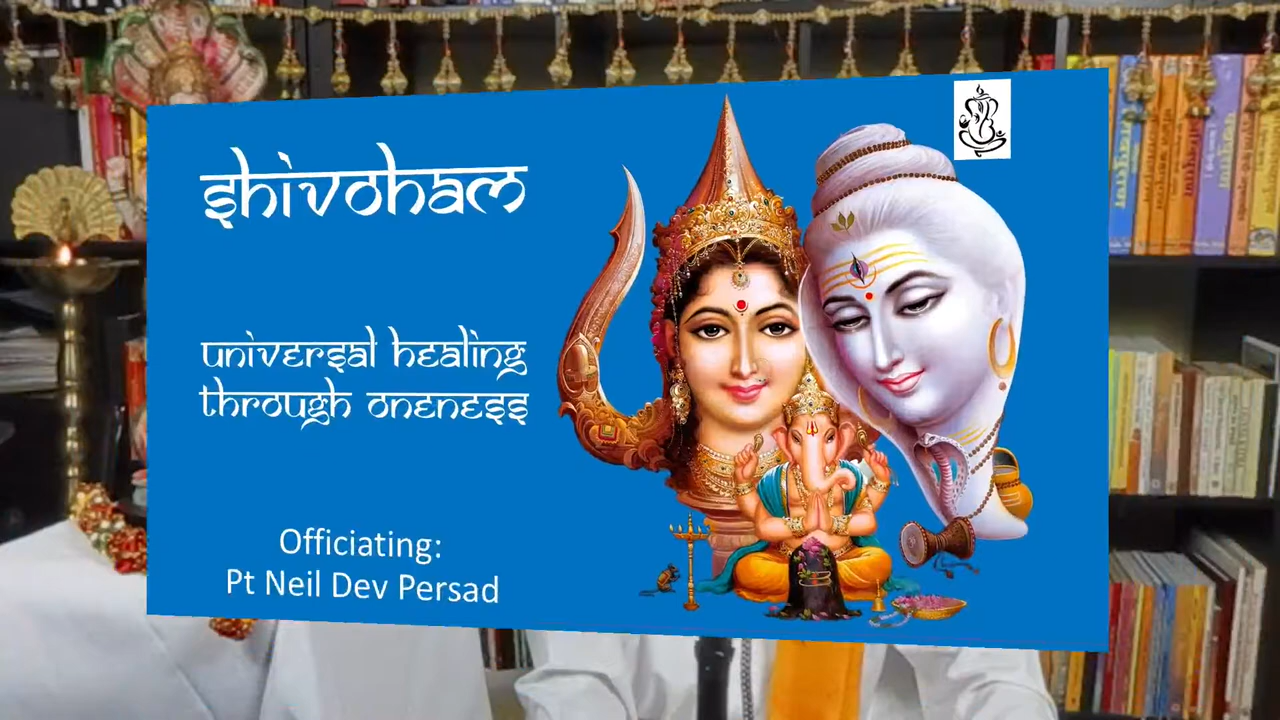 Shivoham
universal healing
through oneness
Officiating:
Pt Neil Dev Persad